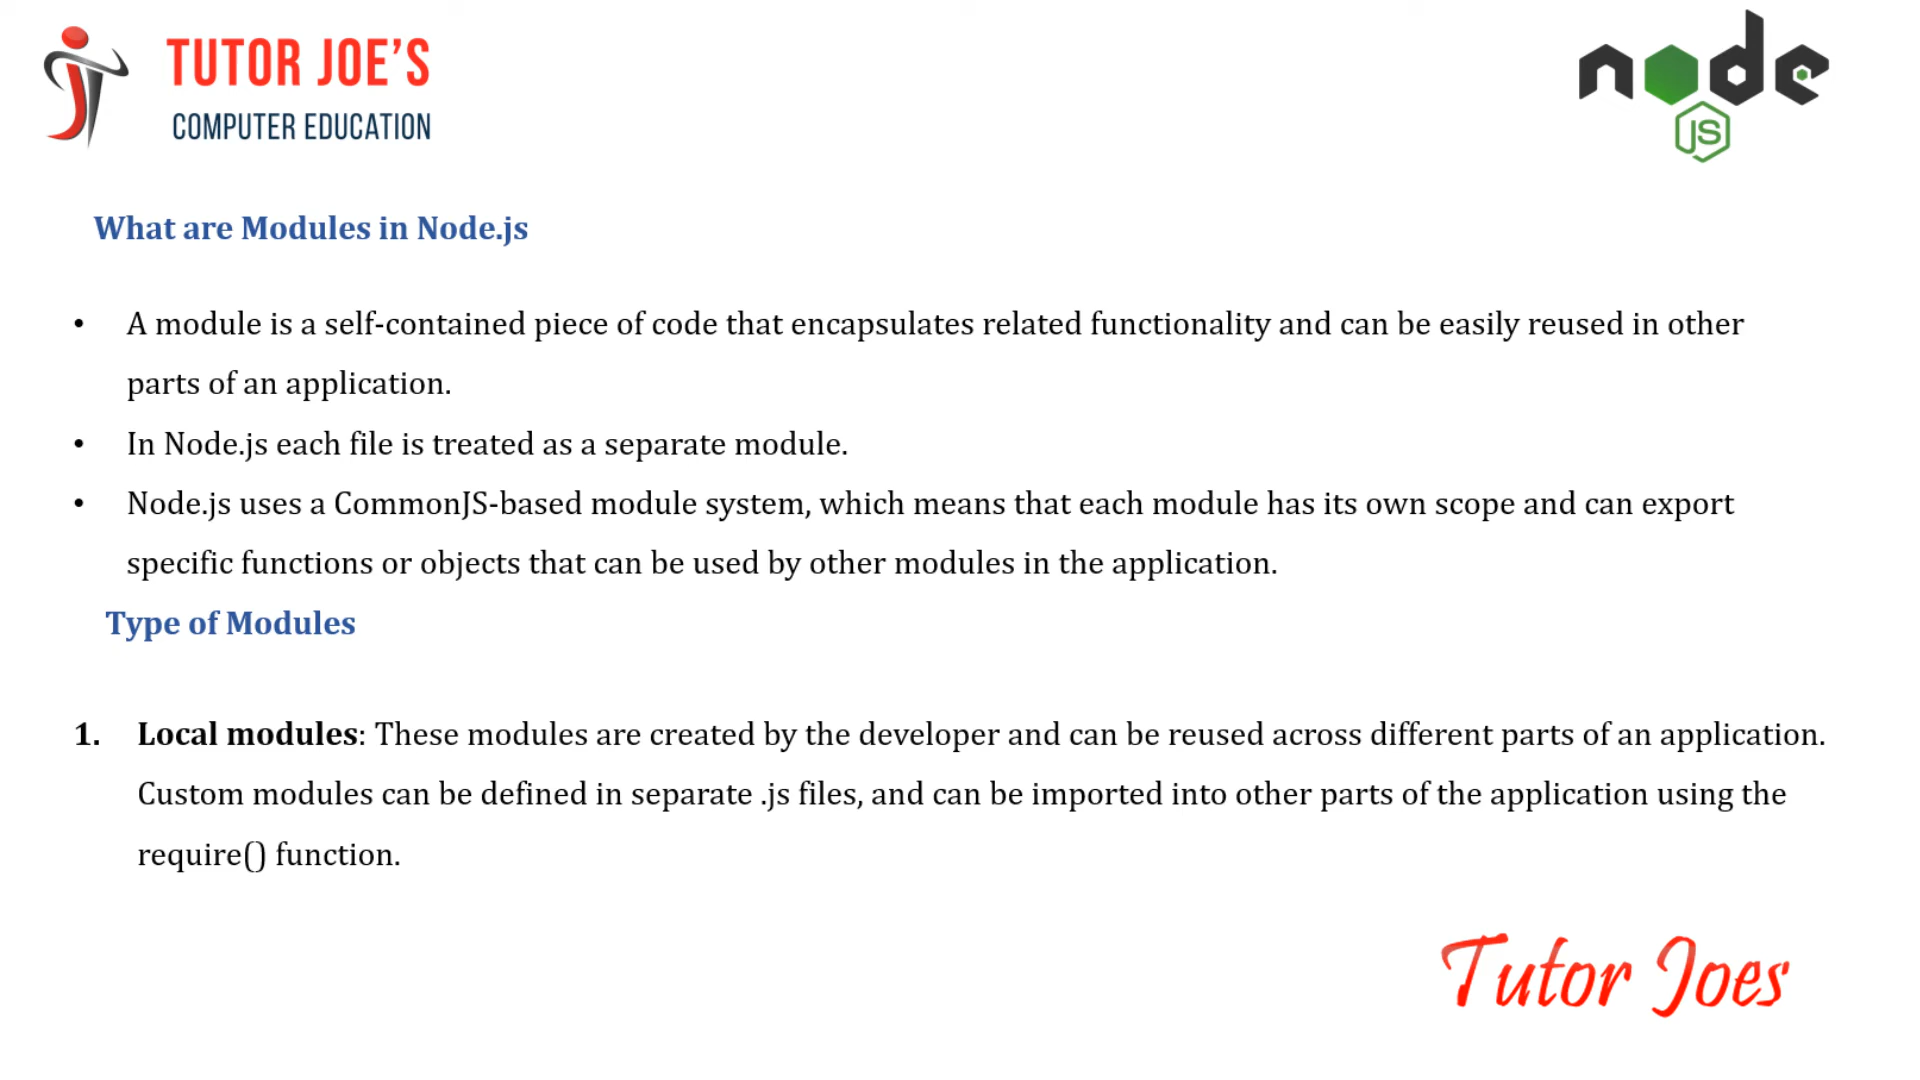 TUTOR JOE'S
COMPUTER EDUCATION
node
JS
What are Modules in Node.js
• A module is a self-contained piece of code that encapsulates related functionality and can be easily reused in other
parts of an application.
• In Node.js each file is treated as a separate module.
• Node.js uses a CommonJS-based module system, which means that each module has its own scope and can export
specific functions or objects that can be used by other modules in the application.
Type of Modules
1. Local modules: These modules are created by the developer and can be reused across different parts of an application.
Custom modules can be defined in separate .js files, and can be imported into other parts of the application using the
require() function.
Tutor Joes